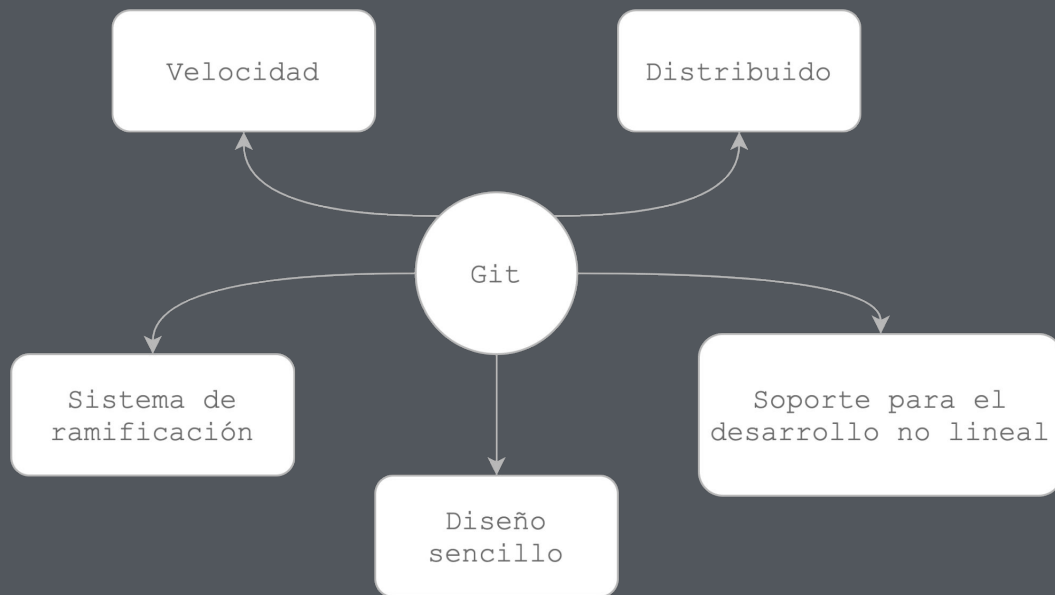 Velocidad
Distribuido
Git
Sistema de
ramificación
Soporte para el
desarrollo no lineal
Diseño
sencillo